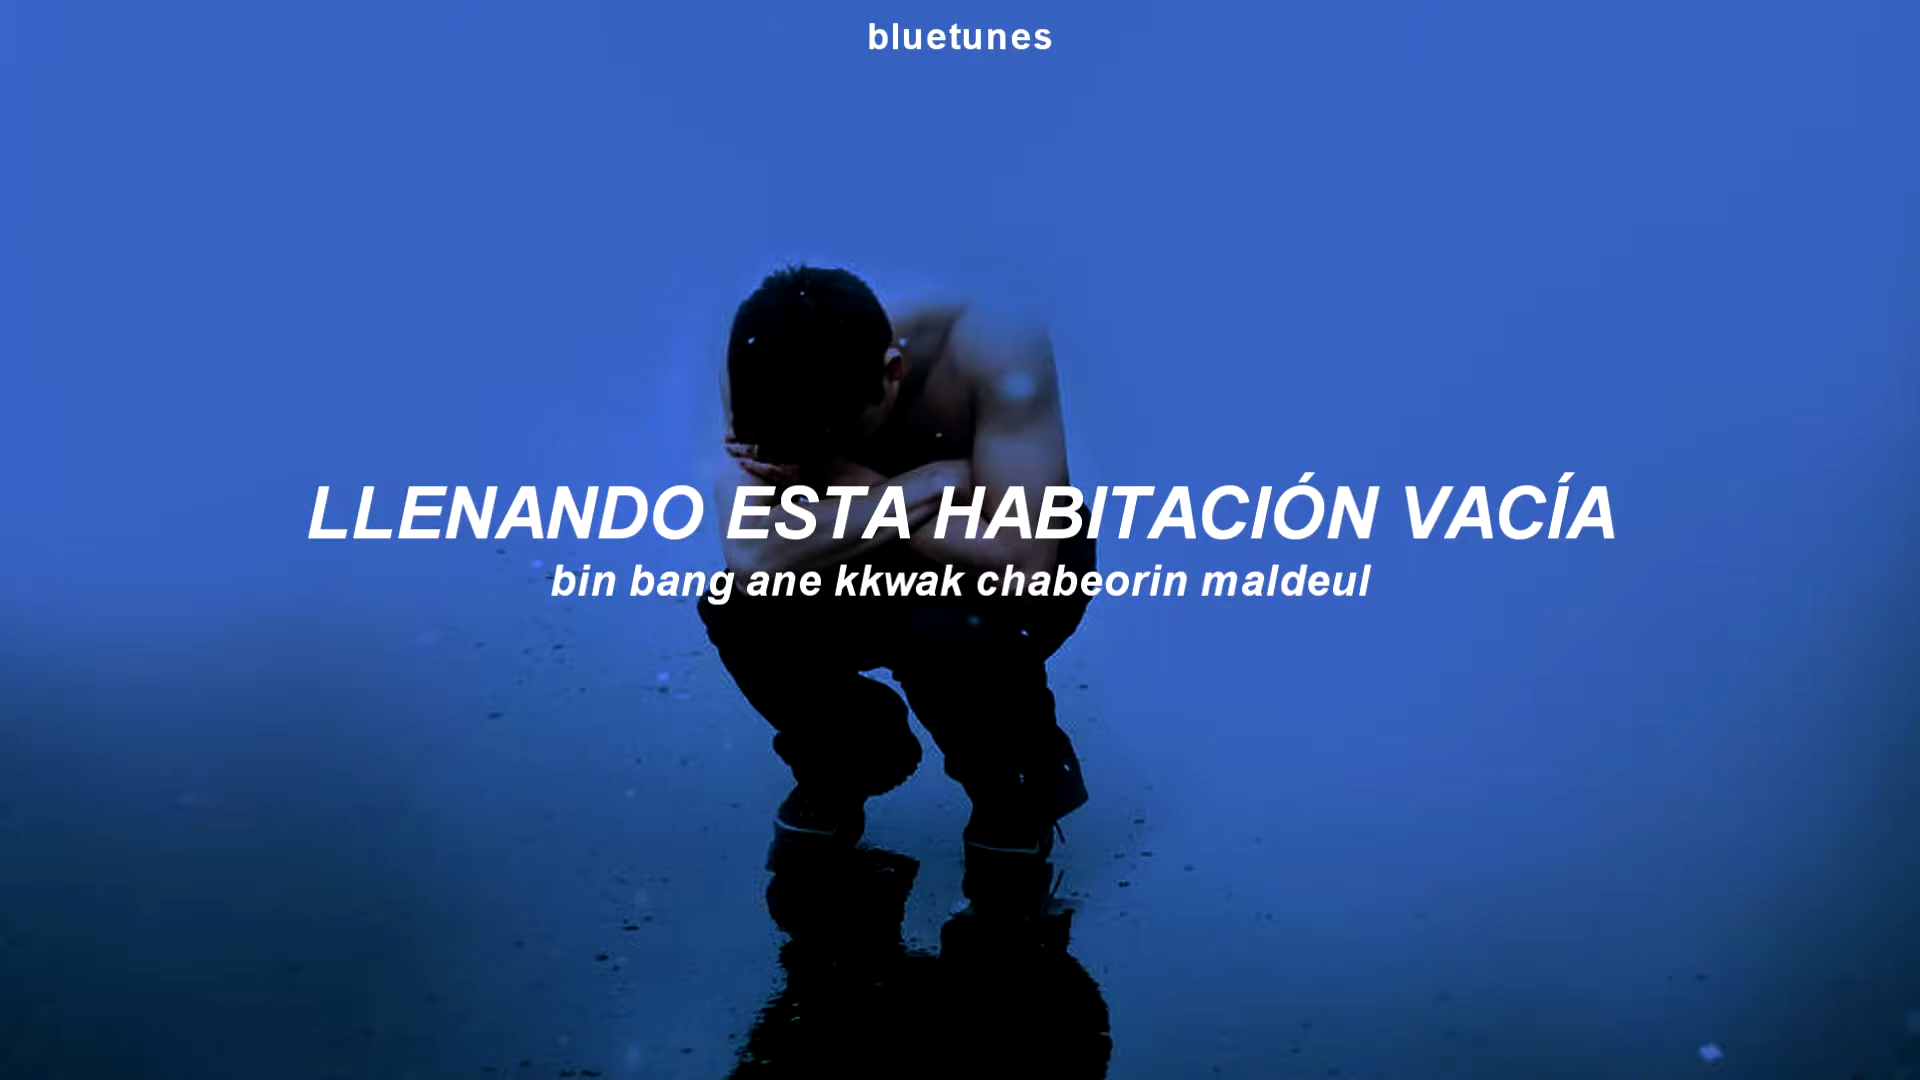 bluetunes
LLENANDO ESTA HABITACIÓN VACÍA
bin bang ane kkwak chabeorin maldeul